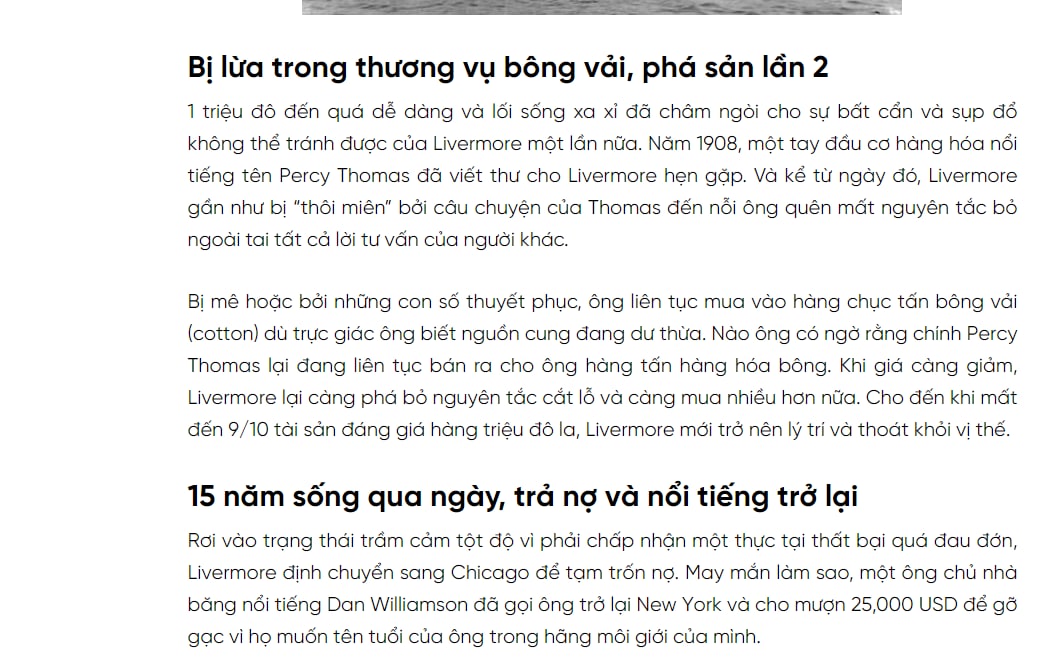 Bị lừa trong thương vụ bông vải, phá sản lần 2
1 triệu đô đến quá dễ dàng và lối sống xa xỉ đã châm ngòi cho sự bất cẩn và sụp đổ
không thể tránh được của Livermore một lần nữa. Năm 1908, một tay đầu cơ hàng hóa nổi
tiếng tên Percy Thomas đã viết thư cho Livermore hẹn gặp. Và kể từ ngày đó, Livermore
gần như bị “thôi miên” bởi câu chuyện của Thomas đến nỗi ông quên mất nguyên tắc bỏ
ngoài tai tất cả lời tư vấn của người khác.
Bị mê hoặc bởi những con số thuyết phục, ông liên tục mua vào hàng chục tấn bông vải
(cotton) dù trực giác ông biết nguồn cung đang dư thừa. Nào ông có ngờ rằng chính Percy
Thomas lại đang liên tục bán ra cho ông hàng tấn hàng hóa bông. Khi giá càng giảm,
Livermore lại càng phá bỏ nguyên tắc cắt lỗ và càng mua nhiều hơn nữa. Cho đến khi mất
đến 9/10 tài sản đáng giá hàng triệu đô la, Livermore mới trở nên lý trí và thoát khỏi vị thế.
15 năm sống qua ngày, trả nợ và nổi tiếng trở lại
Rơi vào trạng thái trầm cảm tột độ vì phải chấp nhận một thực tại thất bại quá đau đớn,
Livermore định chuyển sang Chicago để tạm trốn nợ. May mắn làm sao, một ông chủ nhà
băng nổi tiếng Dan Williamson đã gọi ông trở lại New York và cho mượn 25,000 USD để gỡ
gạc vì họ muốn tên tuổi của ông trong hãng môi giới của mình.